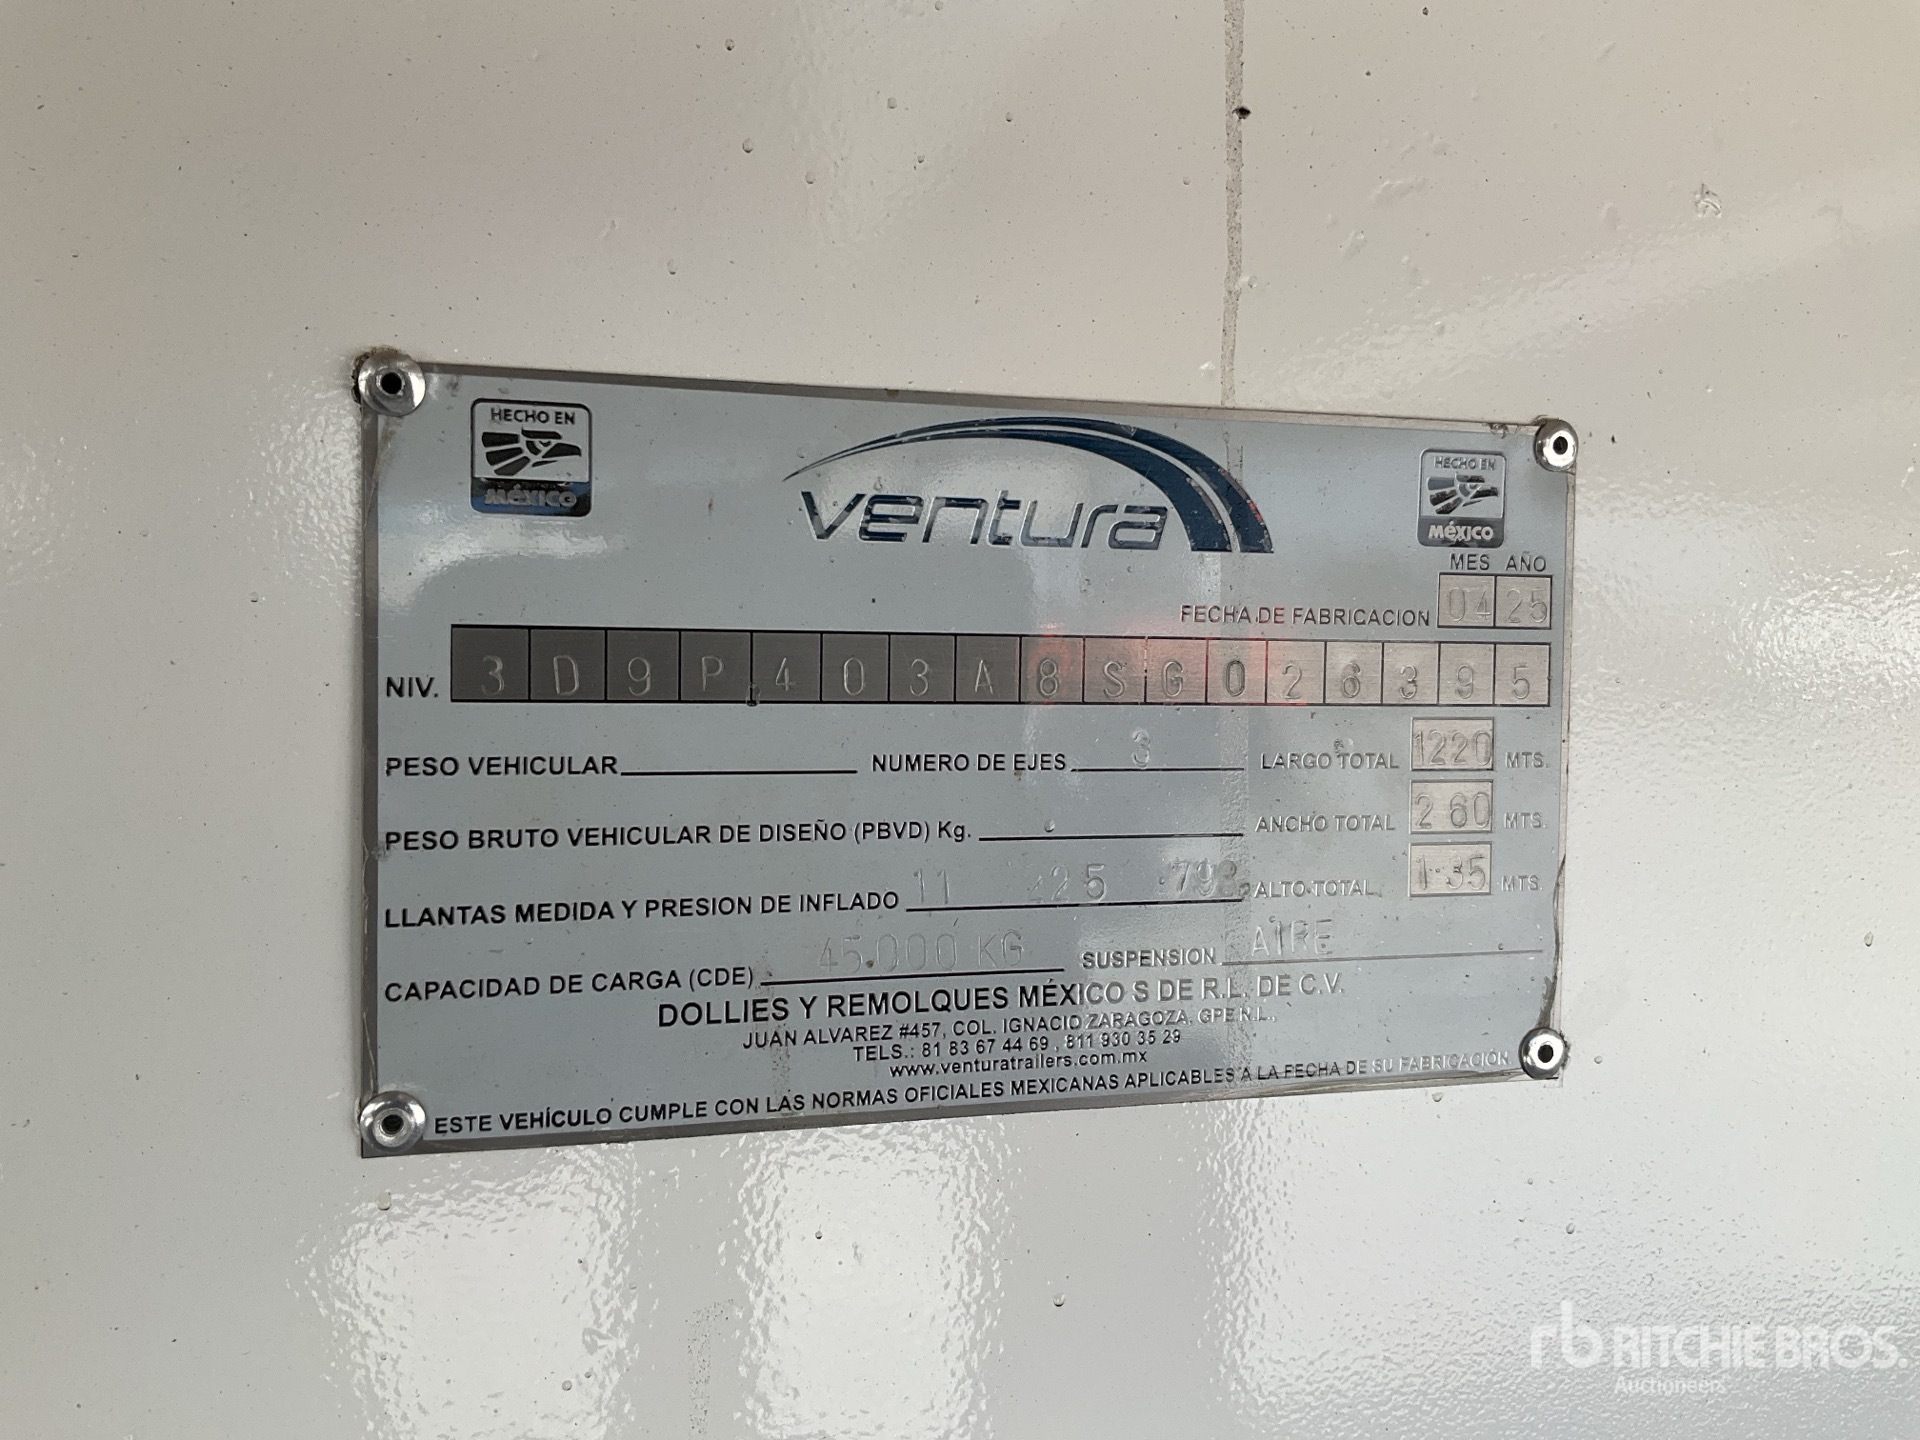 HECHO EN
MÉXICO
ventura
HECHO EN
MÉXICO
MES AÑO
FECHA DE FABRICACION 04 25
NIV. 3D9P403A8SG026395
PESO VEHICULAR NUMERO DE EJES 3 LARGO TOTAL 1220 MTS.
PESO BRUTO VEHICULAR DE DISEÑO (PBVD) Kg. ANCHO TOTAL 2 60 MTS.
LLANTAS MEDIDA Y PRESION DE INFLADO 11 25 ALTO TOTAL 1-35 MTS.
CAPACIDAD DE CARGA (CDE) 45.000 KG SUSPENSION AIRE
DOLLIES Y REMOLQUES MÉXICO S DE R.L. DE C.V.
JUAN ALVAREZ #457, COL. IGNACIO ZARAGOZA, GPE N.L.,
TELS.: 81 83 67 44 69 , 811 930 35 29
www.venturatrailers.com.mx
ESTE VEHÍCULO CUMPLE CON LAS NORMAS OFICIALES MEXICANAS APLICABLES A LA FECHA DE SU FABRICACIÓN
rb RITCHIE BROS.
Auctioneers